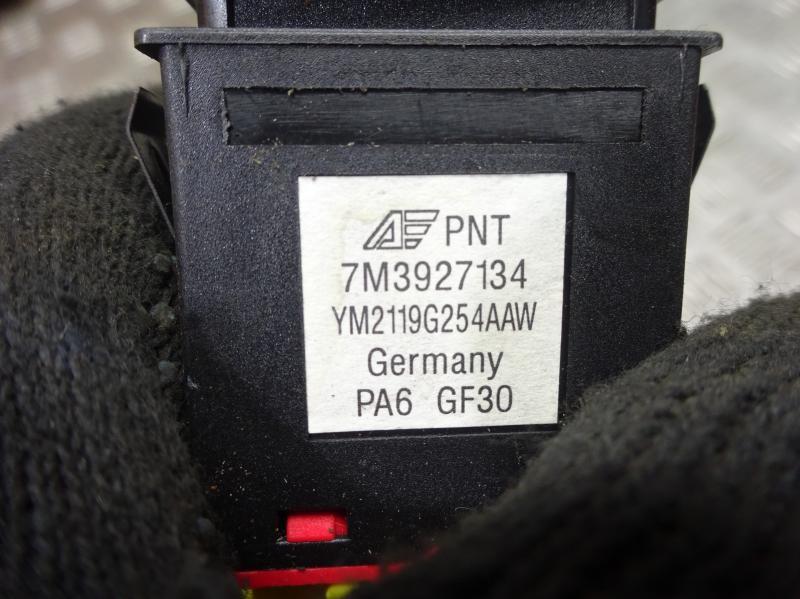 PNT
7M3927134
YM2119G254AAW
Germany
PA6 GF30